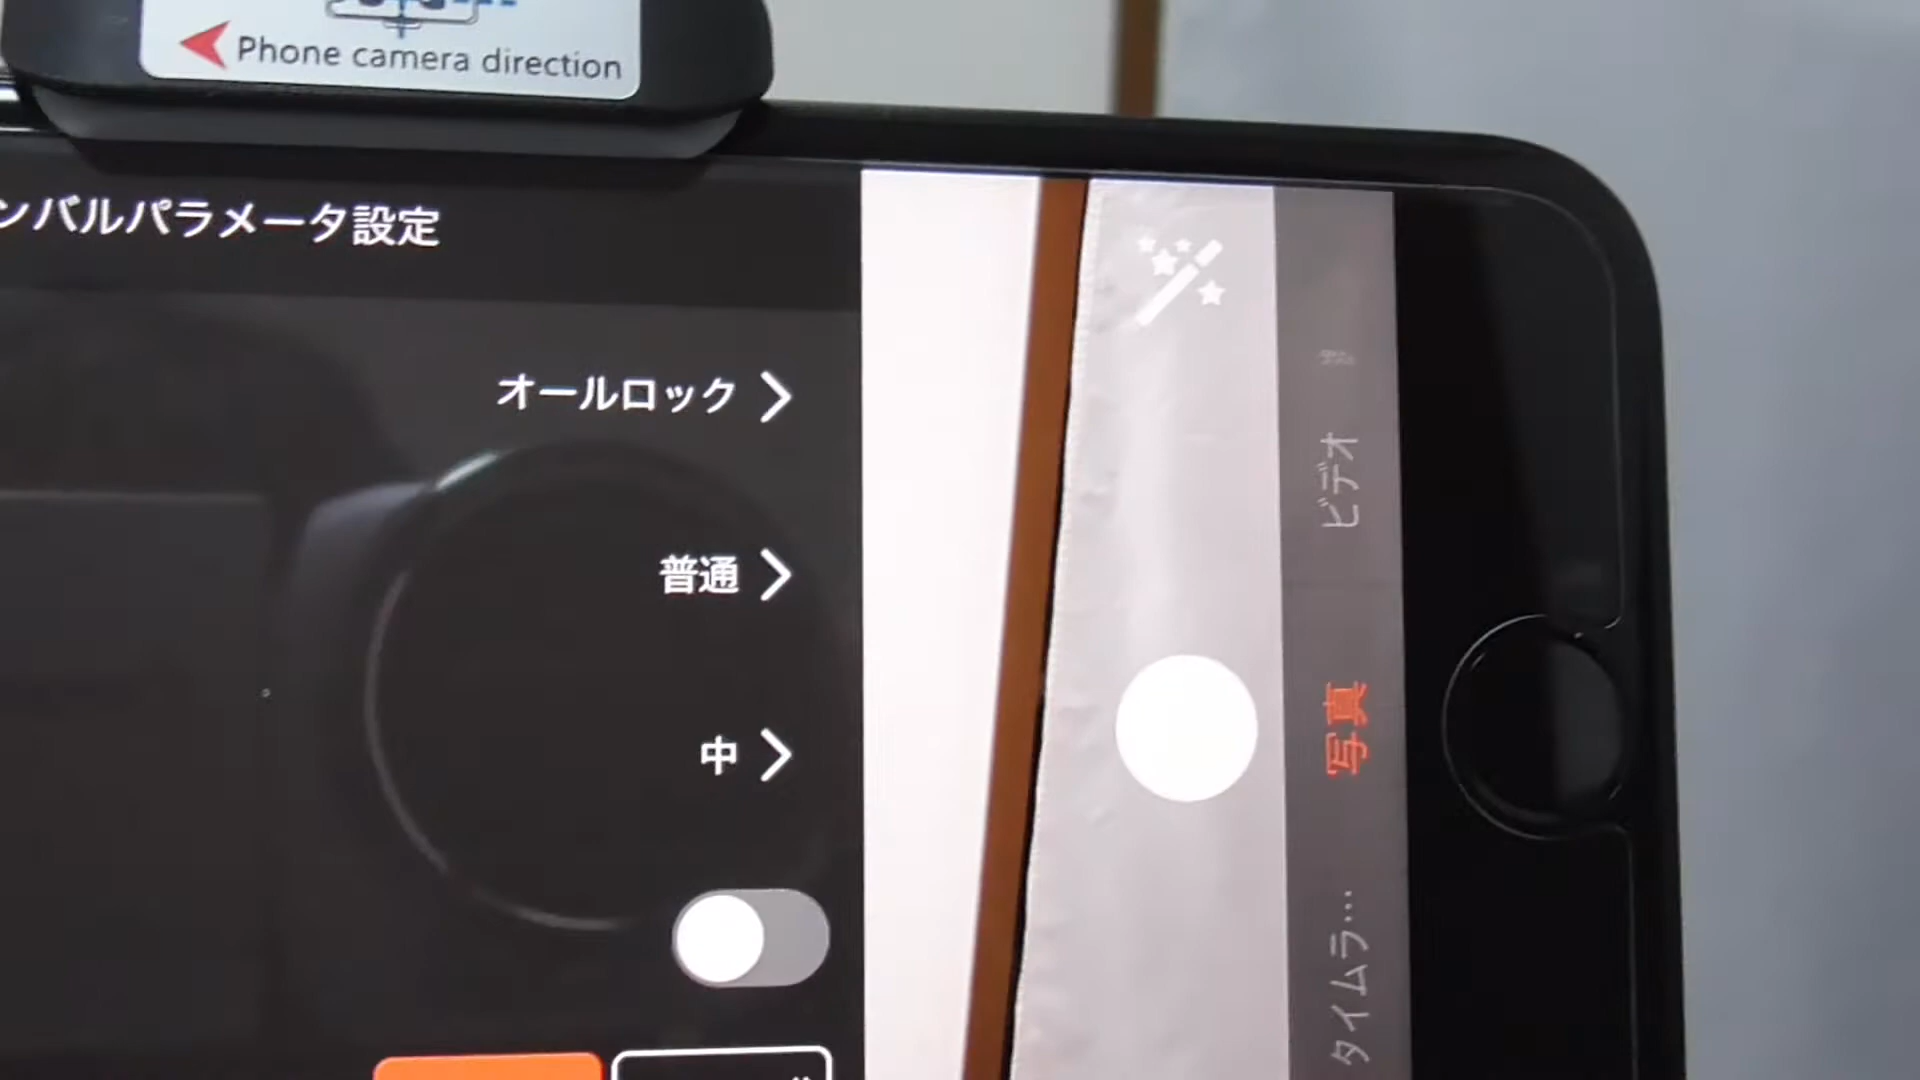 Phone camera direction
ンバルパラメータ設定
オールロック
普通
中
ビデオ
写真
タイムラ…